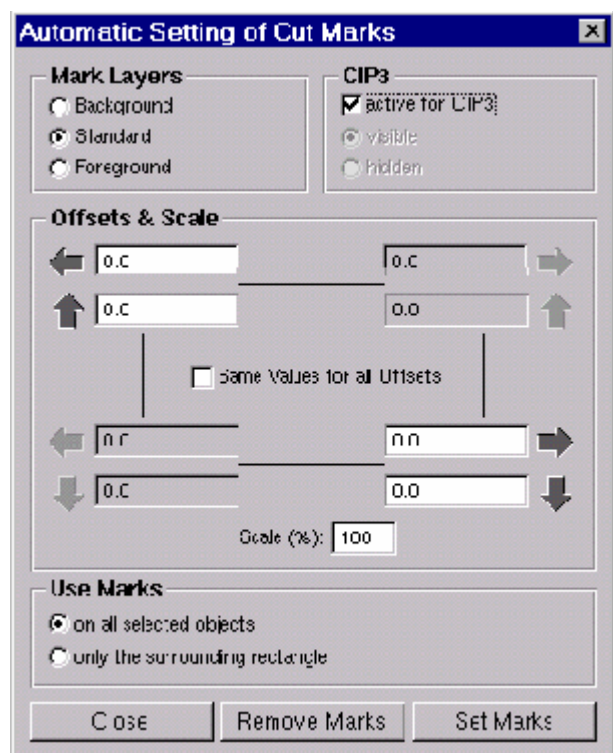 Automatic Setting of Cut Marks
Mark Layers
Background
Standard
Foreground
CIP3
active for CIP3
visible
hidden
Offsets & Scale
0.0 0.0
0.0 0.0
Same Values for all Offsets
0.0 0.0
0.0 0.0
Scale (%): 100
Use Marks
on all selected objects
only the surrounding rectangle
Close Remove Marks Set Marks